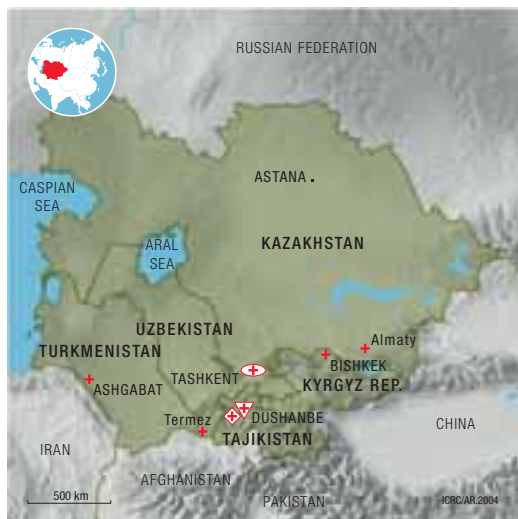 RUSSIAN FEDERATION
ASTANA
CASPIAN
SEA
KAZAKHSTAN
ARAL
SEA
UZBEKISTAN
Almaty
TURKMENISTAN
BISHKEK
TASHKENT
KYRGYZ REP.
ASHGABAT
Termez
DUSHANBE
CHINA
TAJIKISTAN
IRAN
AFGHANISTAN
500 km
PAKISTAN
ICRC/AR.2004